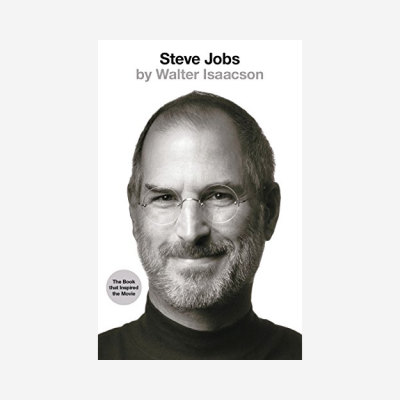 Steve Jobs
by Walter Isaacson
The Book
that Inspired
the Movie